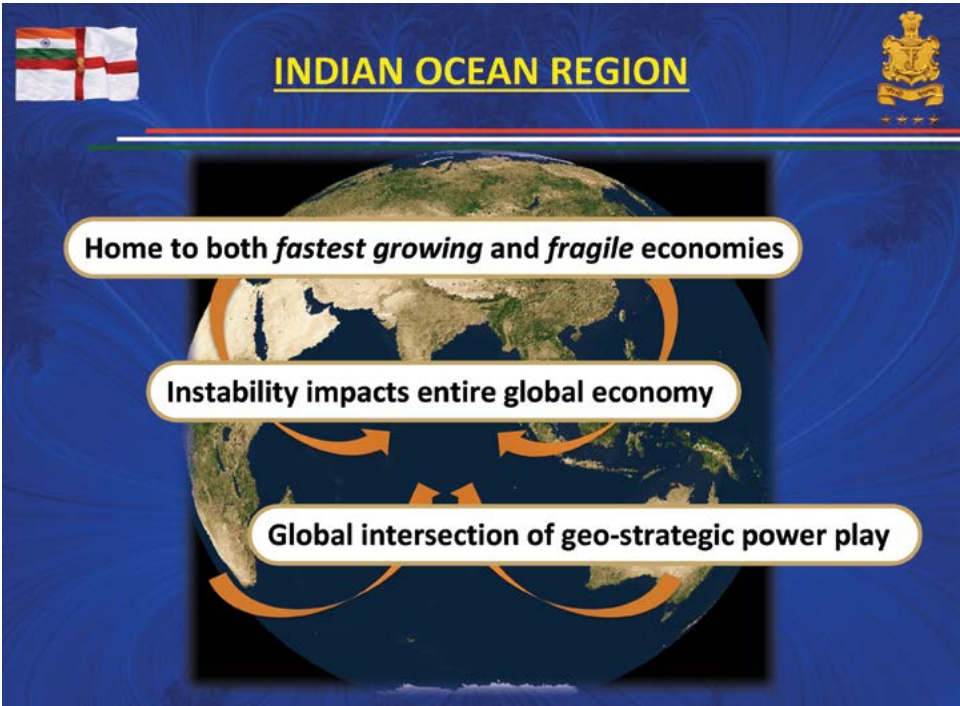 INDIAN OCEAN REGION
Home to both fastest growing and fragile economies
Instability impacts entire global economy
Global intersection of geo-strategic power play